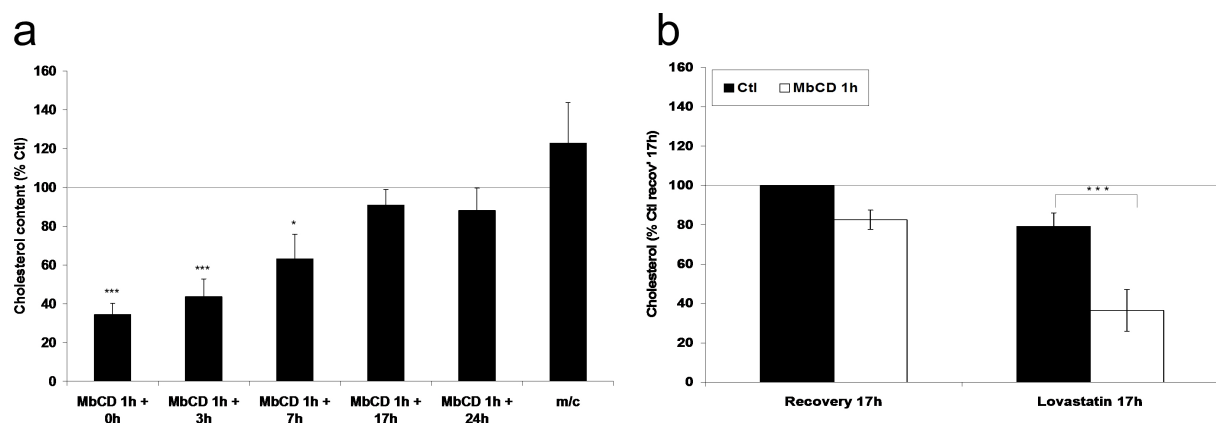 a
160
140
120
100
80
60
40
20
0
Cholesterol content (% Ctl)
***
***
*
MbCD 1h +
0h
MbCD 1h +
3h
MbCD 1h +
7h
MbCD 1h +
17h
MbCD 1h +
24h
m/c
b
160
140
120
100
80
60
40
20
0
Cholesterol (% Ctl recov' 17h)
Ctl MbCD 1h
***
Recovery 17h
Lovastatin 17h